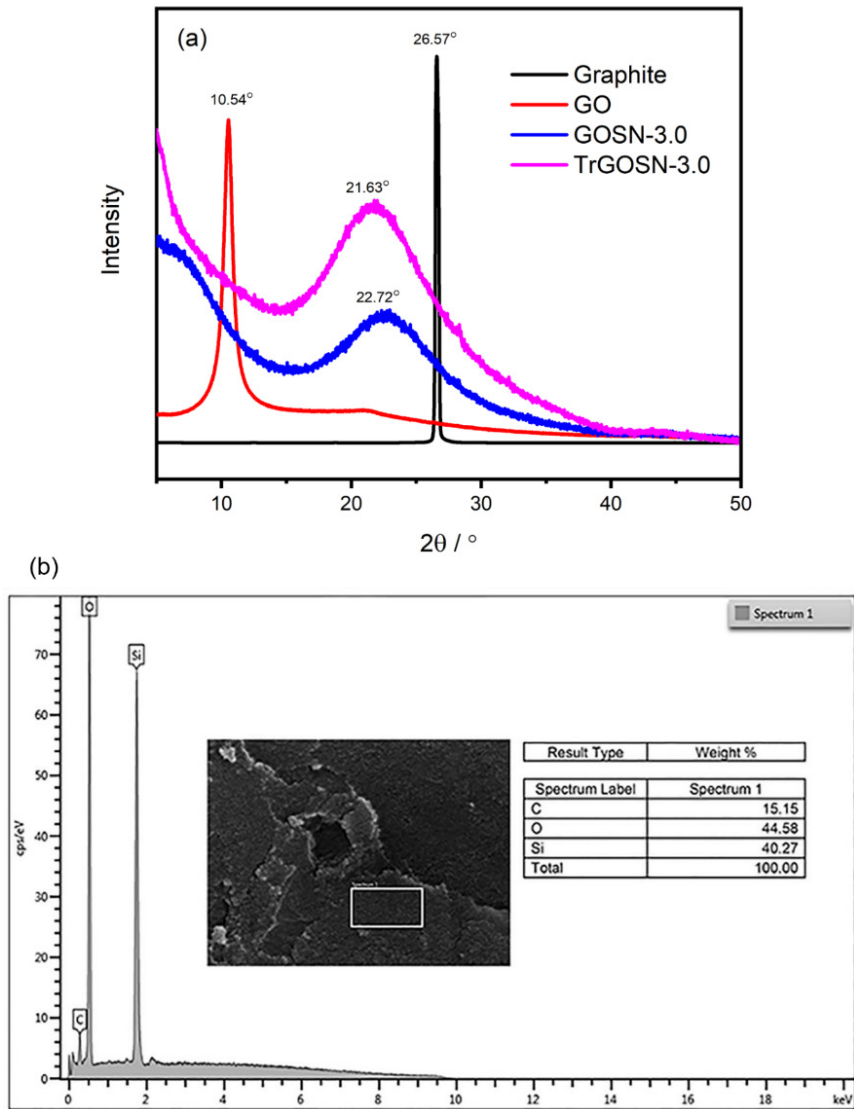 (a)
26.57°
10.54°
Graphite
GO
GOSN-3.0
TrGOSN-3.0
21.63°
22.72°
Intensity
10 20 30 40 50
2θ / °
(b)
Spectrum 1
O
Si
C
70
60
50
40
30
20
10
0
cps/eV
Spectrum 1
Result Type Weight %
Spectrum Label Spectrum 1
C 15.15
O 44.58
Si 40.27
Total 100.00
0 2 4 6 8 10 12 14 16 18 keV